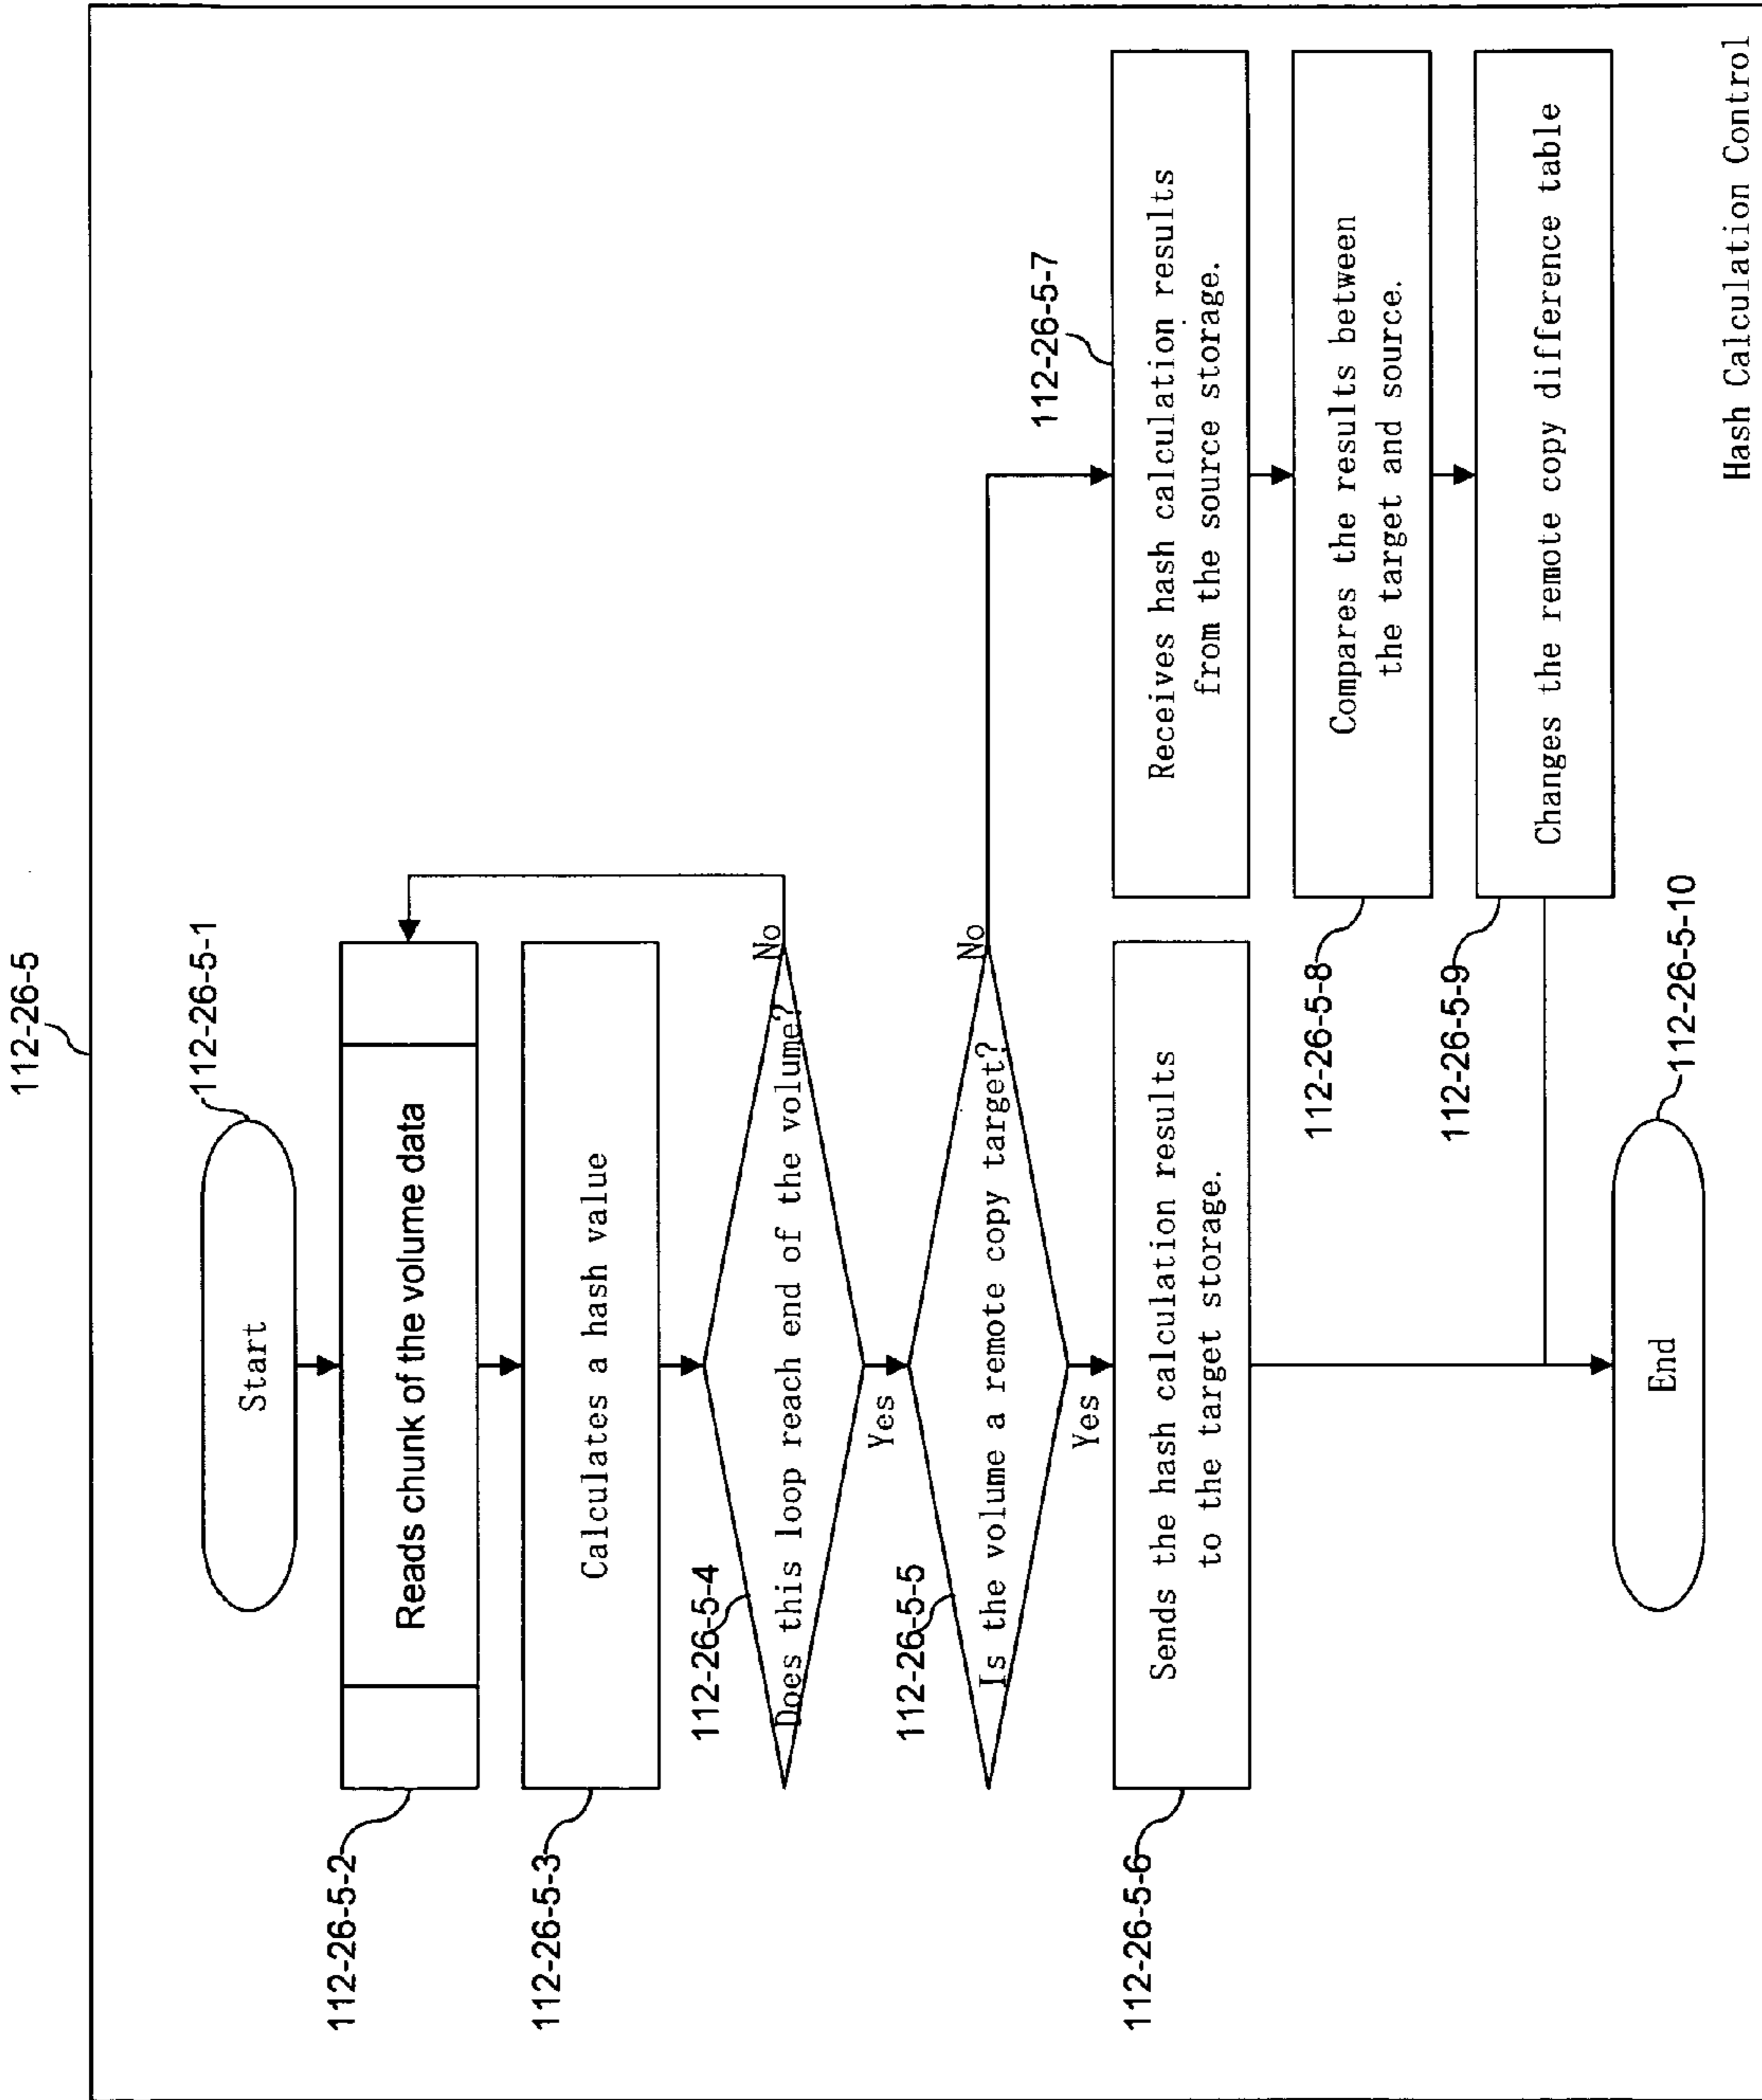 112-26-5
112-26-5-1
Start
112-26-5-2
Reads chunk of the volume data
112-26-5-3
Calculates a hash value
112-26-5-4
Does this loop reach end of the volume?
No
Yes
112-26-5-5
Is the volume a remote copy target?
No
Yes
112-26-5-6
Sends the hash calculation results
to the target storage.
112-26-5-7
Receives hash calculation results
from the source storage.
112-26-5-8
Compares the results between
the target and source.
112-26-5-9
Changes the remote copy difference table
112-26-5-10
End
Hash Calculation Control